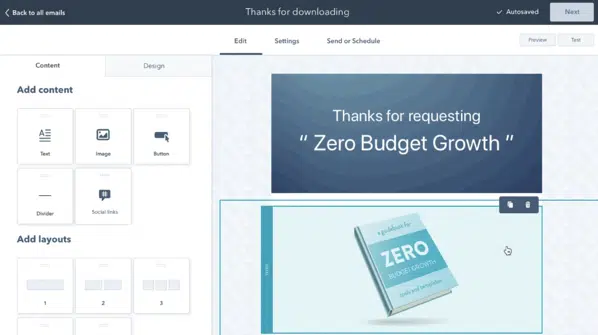 Back to all emails
Thanks for downloading
Autosaved
Next
Edit
Settings
Send or Schedule
Preview
Test
Content
Design
Add content
Text
Image
Button
Divider
Social links
Add layouts
1
2
3
Thanks for requesting
“ Zero Budget Growth ”
a guidebook for
ZERO
BUDGET GROWTH